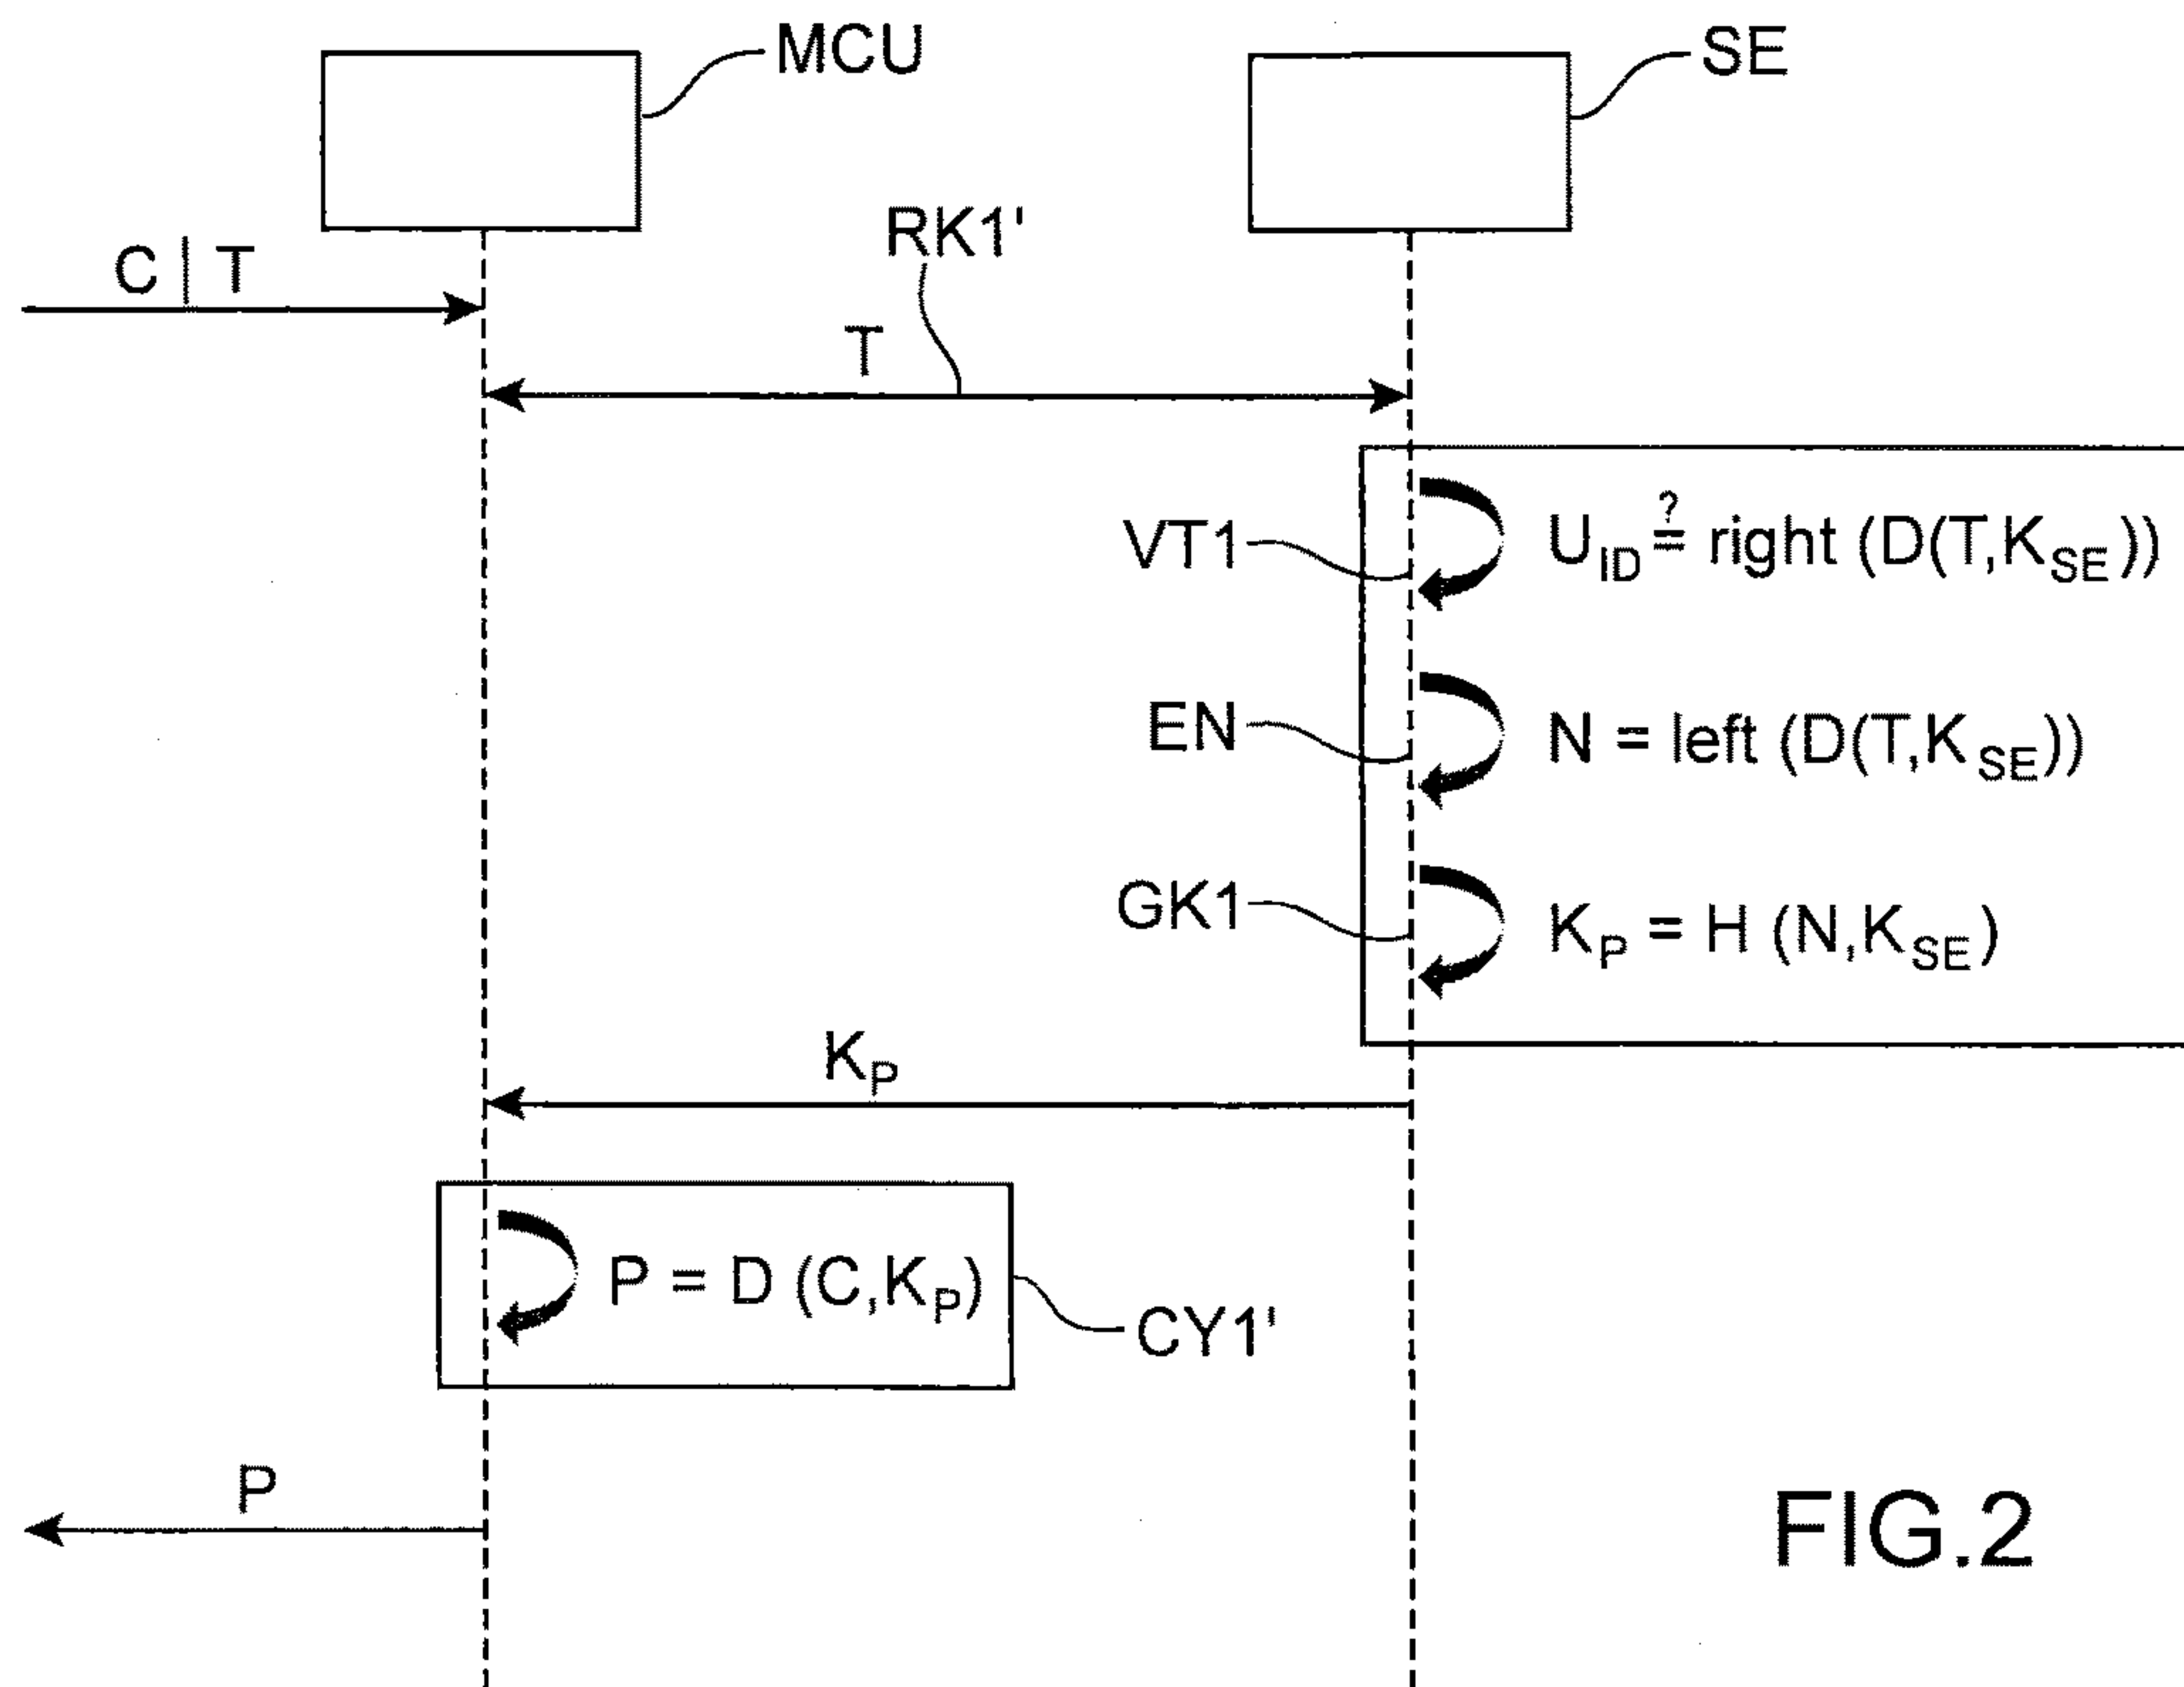 MCU
SE
C | T
RK1'
T
VT1
U_ID ≟ right (D(T,K_SE))
EN
N = left (D(T,K_SE))
GK1
K_P = H (N,K_SE)
K_P
P = D (C,K_P)
CY1'
P
FIG.2